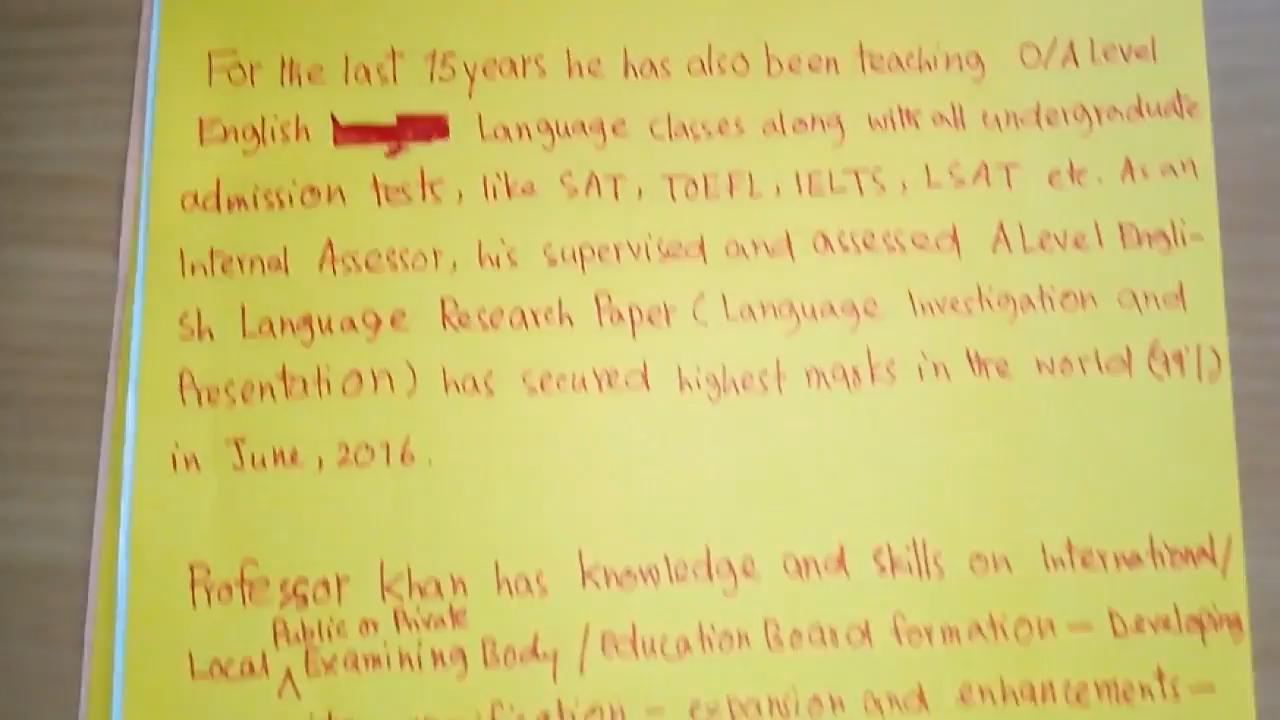 For the last 15 years he has also been teaching O/A Level
English Language classes along with all undergraduate
admission tests, like SAT, TOEFL, IELTS, LSAT etc. As an
Internal Assessor, his supervised and assessed A Level Engli-
sh Language Research Paper (Language Investigation and
Presentation) has secured highest marks in the world (99%)
in June, 2016.
Professor Khan has knowledge and skills on International/
Public or Private
Local ^ Examining Body / education Board formation - Developing
- expansion and enhancements -